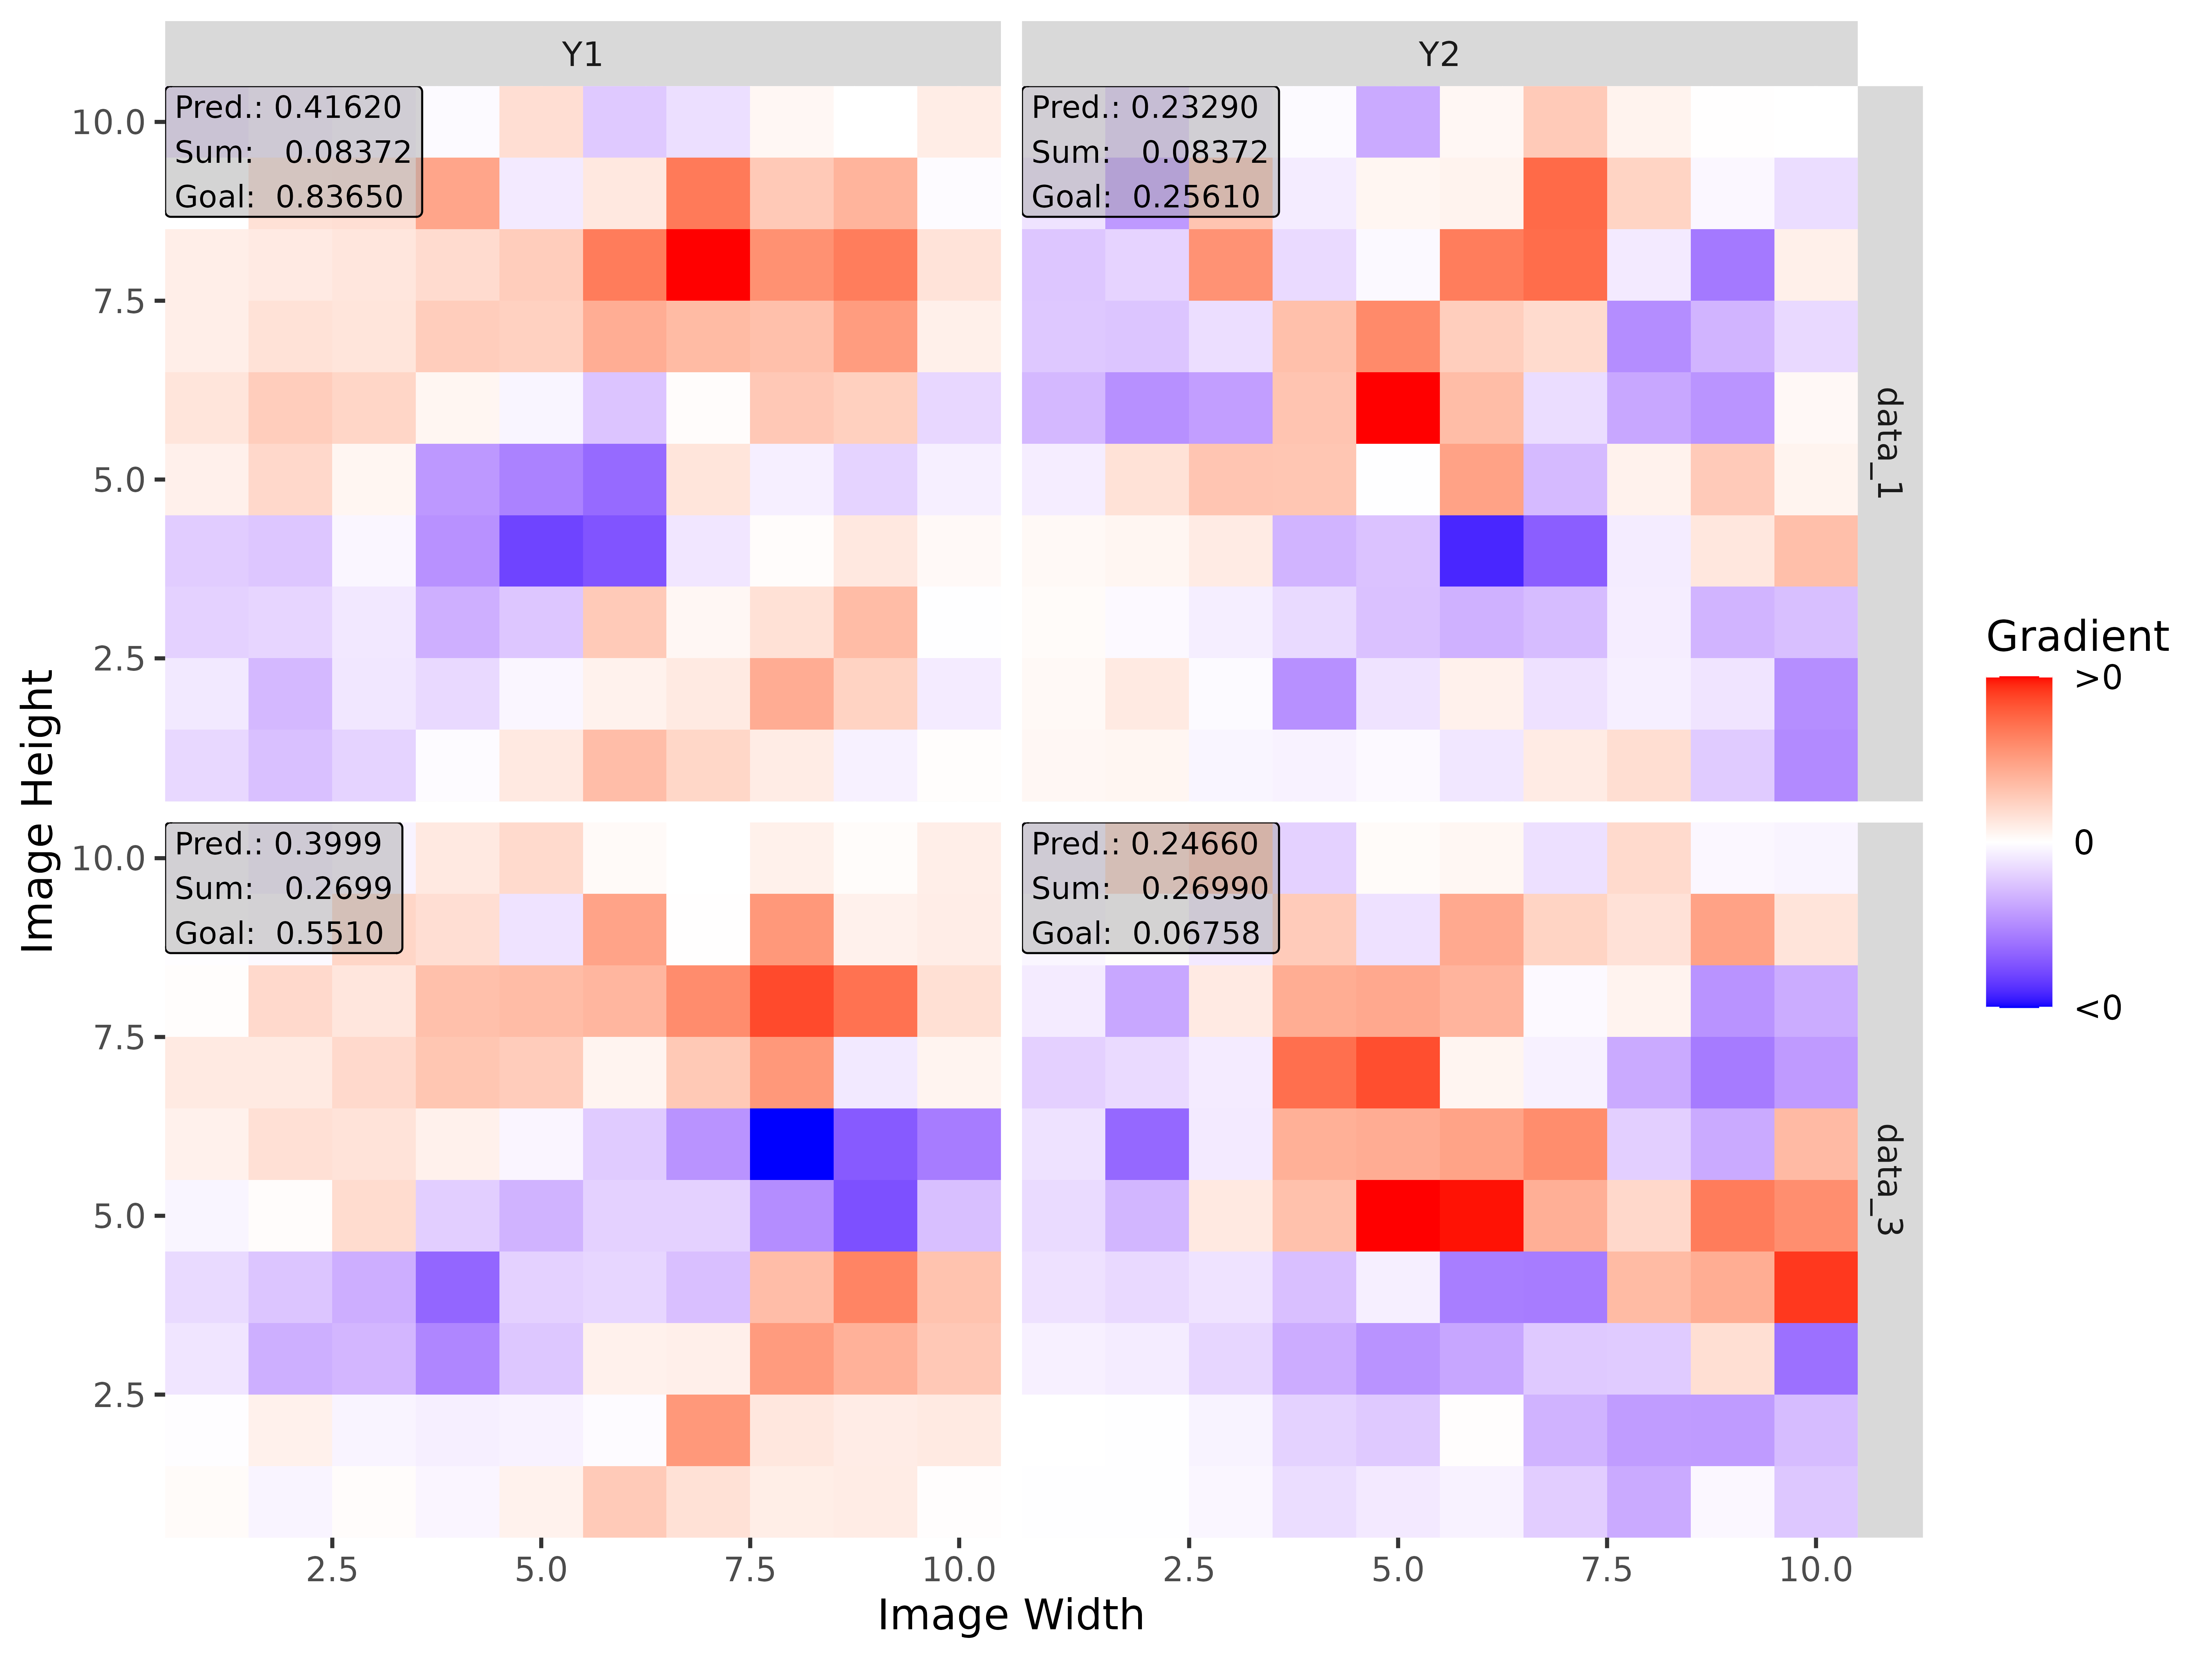 Y1
Y2
10.0
Pred.: 0.41620
Sum: 0.08372
Goal: 0.83650
Pred.: 0.23290
Sum: 0.08372
Goal: 0.25610
7.5
5.0
2.5
data_1
Image Height
10.0
Pred.: 0.3999
Sum: 0.2699
Goal: 0.5510
Pred.: 0.24660
Sum: 0.26990
Goal: 0.06758
7.5
5.0
2.5
data_3
2.5 5.0 7.5 10.0
2.5 5.0 7.5 10.0
Image Width
Gradient
>0
0
<0